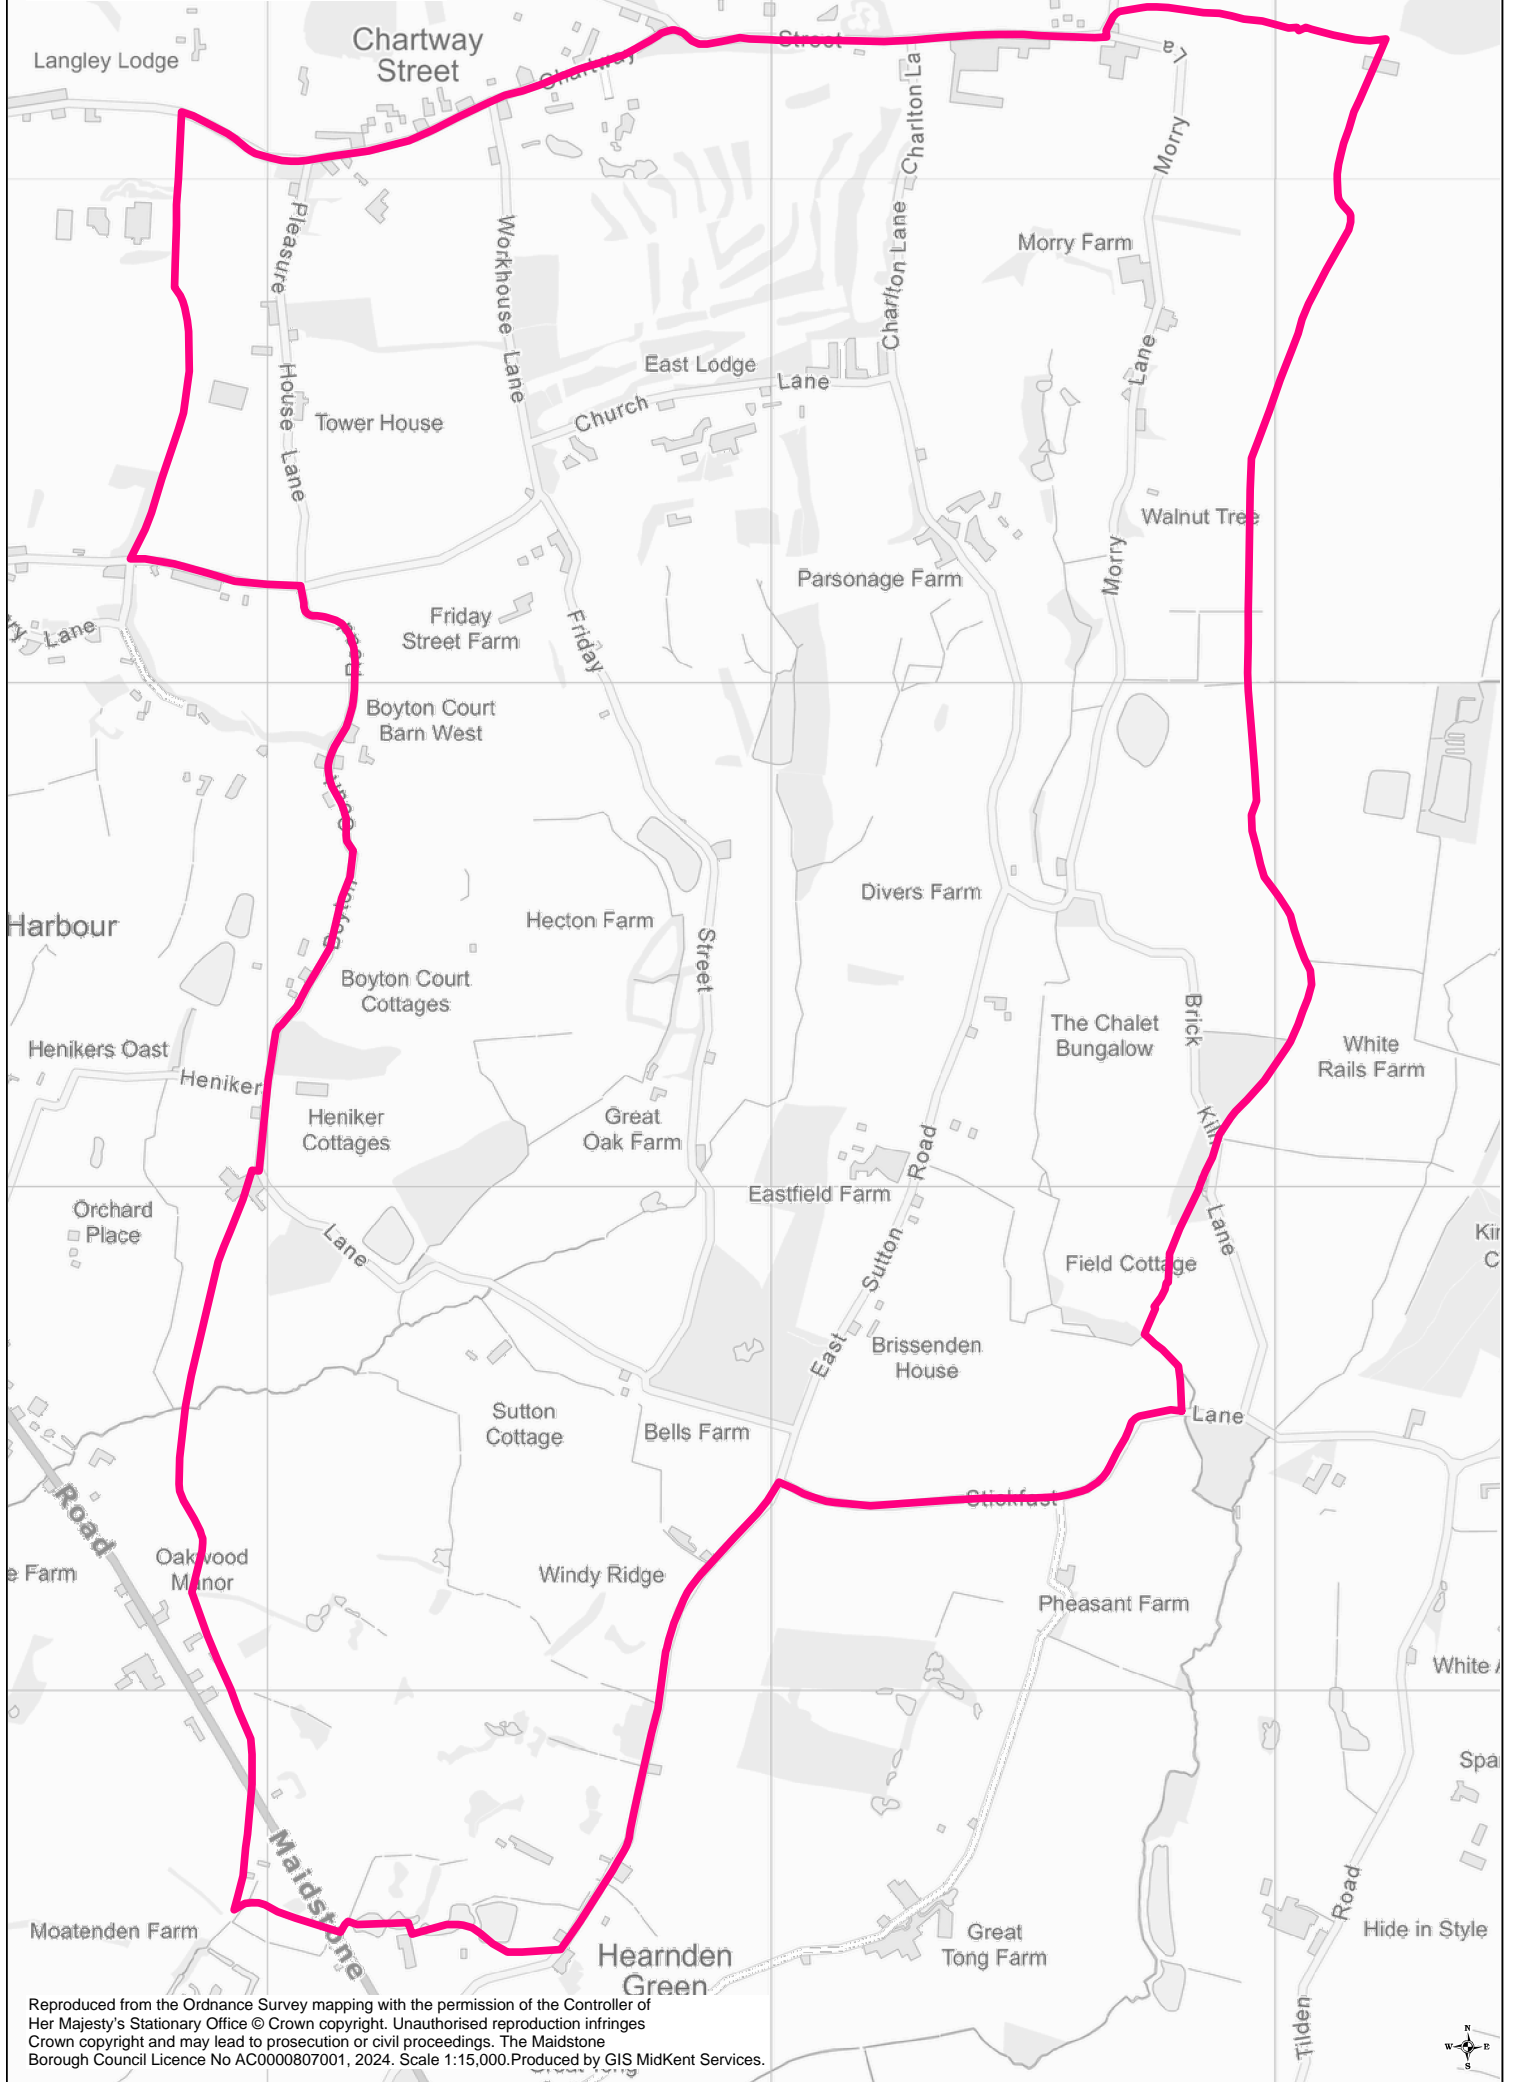 Langley Lodge
Chartway
Street
Chartway
Street
Charlton La
La
Morry
Pleasure
Workhouse
Charlton Lane
Morry Farm
House
Lane
East Lodge
Lane
Church
Lane
Tower House
Lane
Walnut Tree
Morry
Parsonage Farm
Friday
Street Farm
Friday
Lane
Road
Boyton Court
Barn West
Court
Divers Farm
Harbour
Hecton Farm
Boyton
Street
Boyton Court
Cottages
Brick
The Chalet
Bungalow
White
Rails Farm
Henikers Oast
Heniker
Heniker
Cottages
Great
Oak Farm
Kiln
Road
Eastfield Farm
Orchard
Place
Lane
Lane
Sutton
Field Cottage
East
Brissenden
House
Sutton
Cottage
Bells Farm
Lane
Stickfast
Road
Oakwood
Manor
e Farm
Windy Ridge
Pheasant Farm
White
Spa
Maidstone
Road
Moatenden Farm
Hearnden
Green
Great
Tong Farm
Hide in Style
Tilden
Reproduced from the Ordnance Survey mapping with the permission of the Controller of
Her Majesty's Stationary Office © Crown copyright. Unauthorised reproduction infringes
Crown copyright and may lead to prosecution or civil proceedings. The Maidstone
Borough Council Licence No AC0000807001, 2024. Scale 1:15,000.Produced by GIS MidKent Services.
N
W E
S